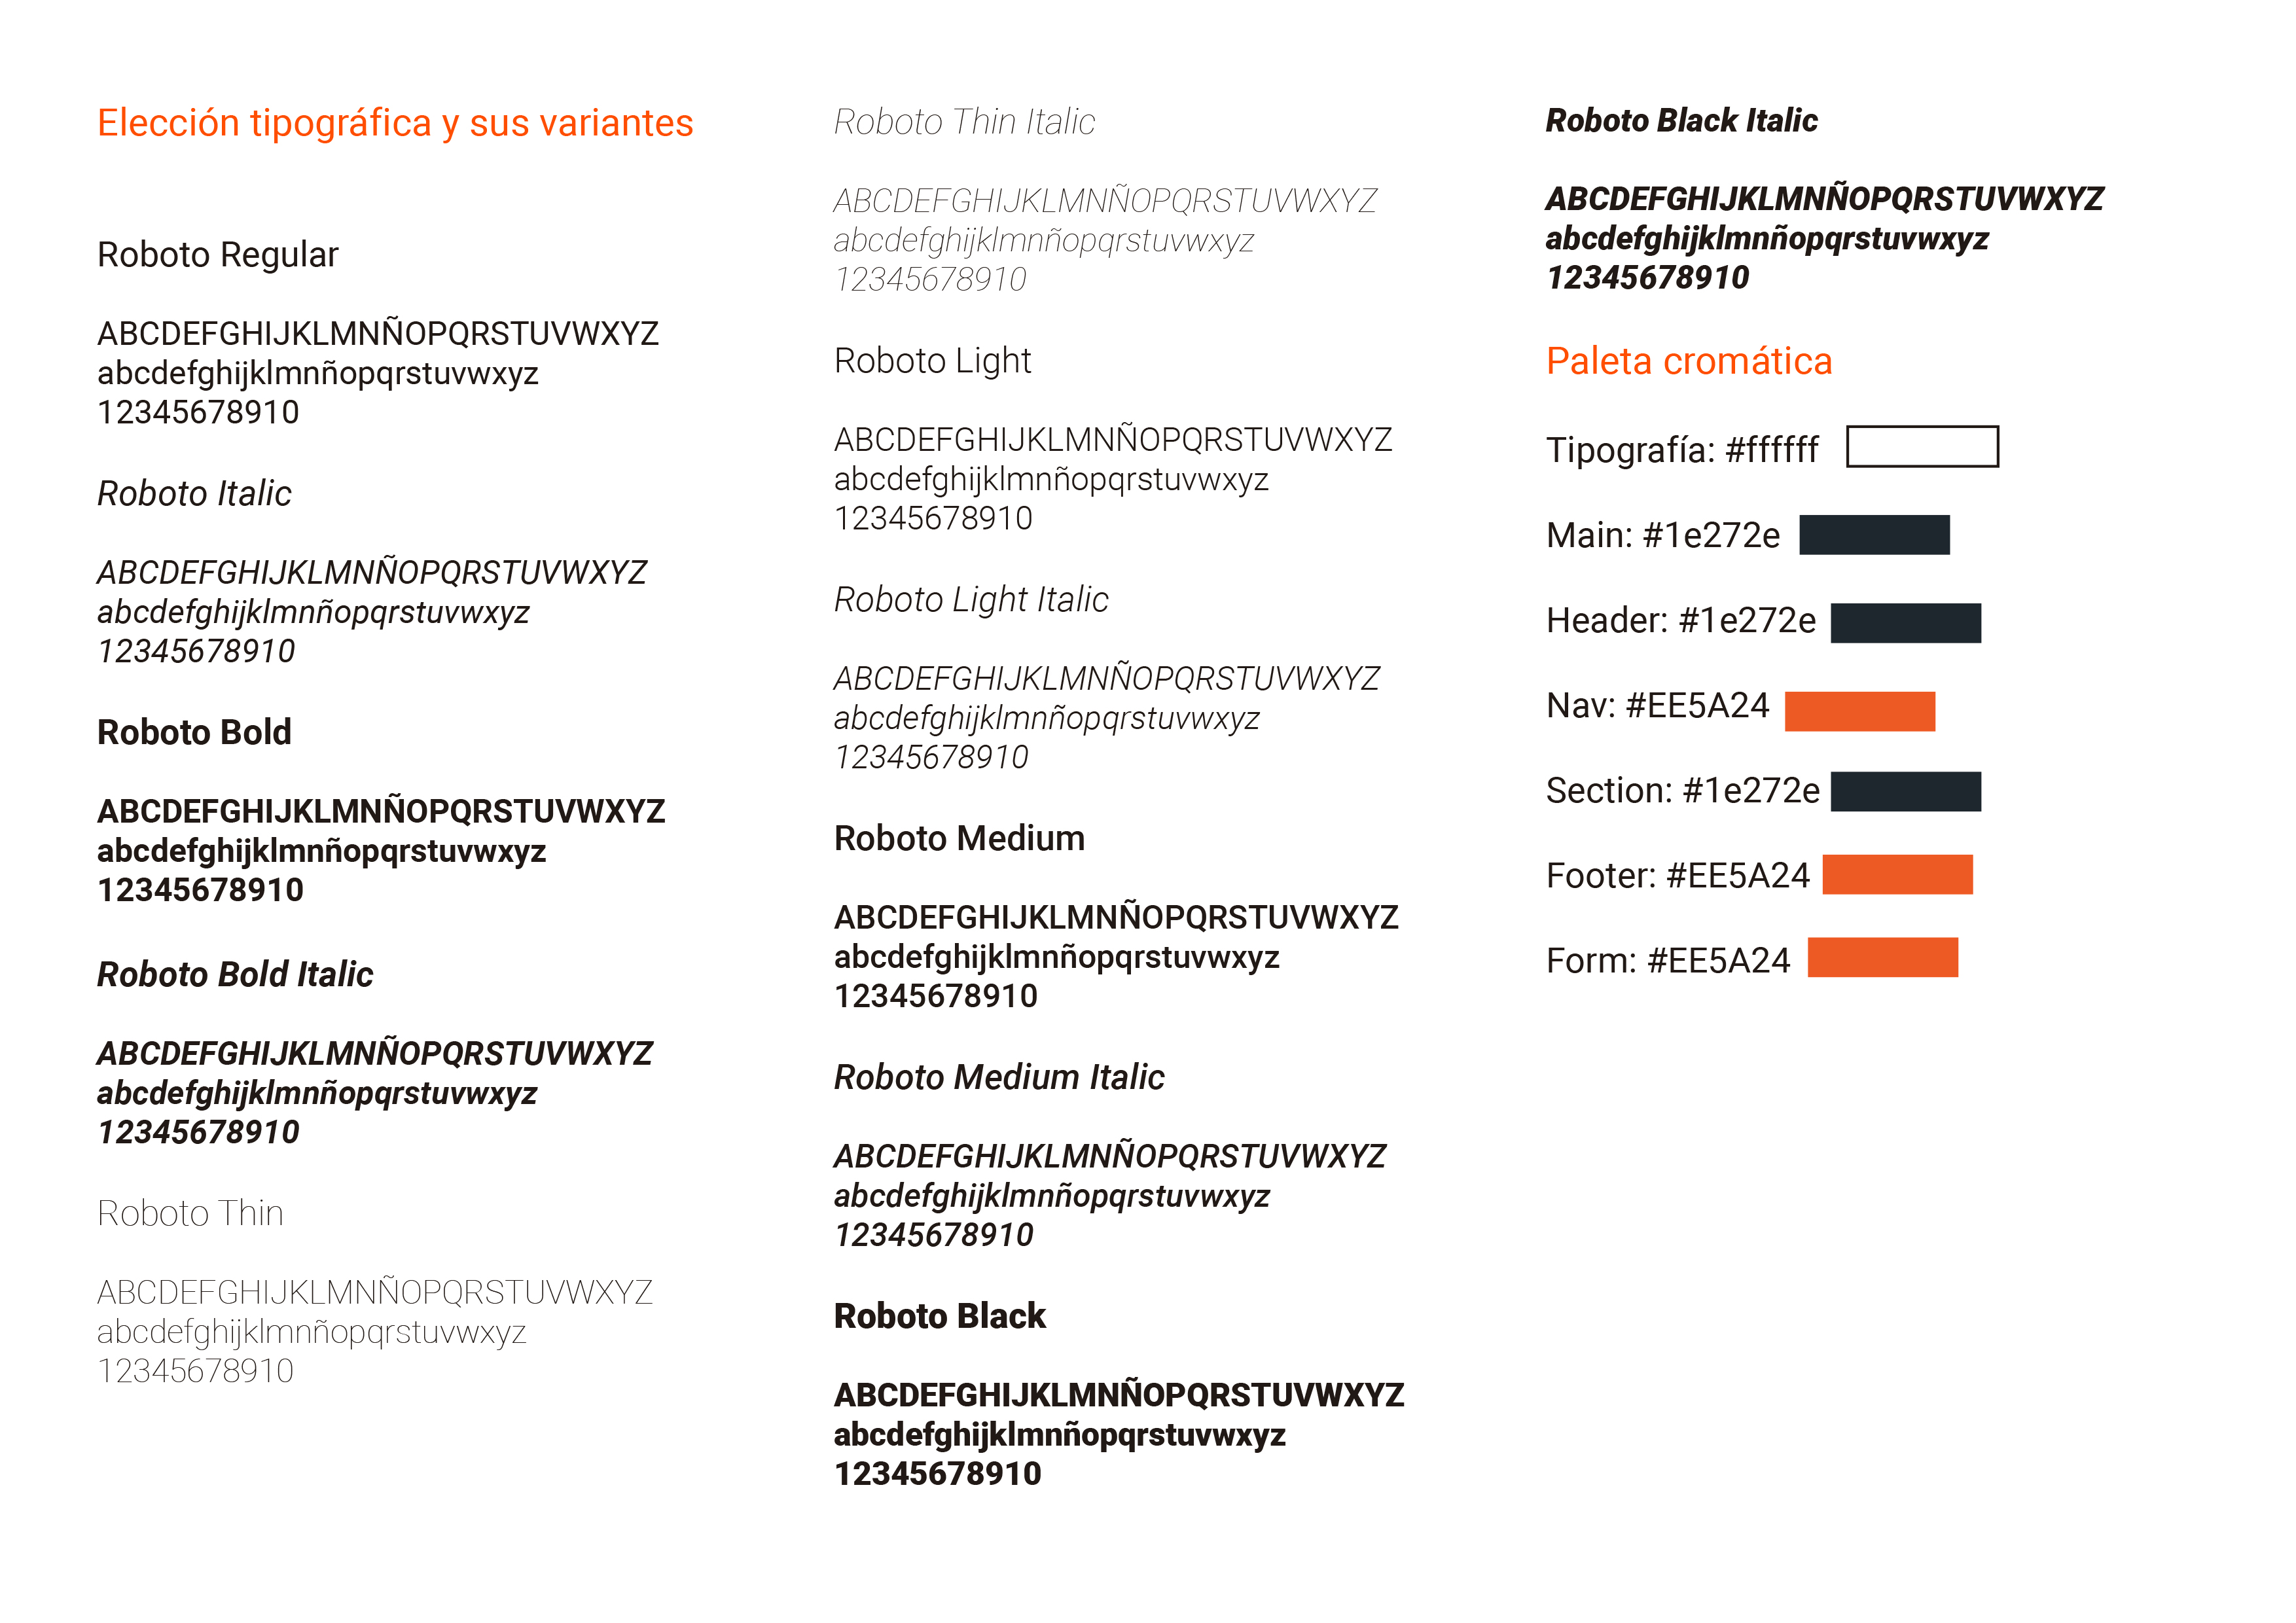 Elección tipográfica y sus variantes
Roboto Regular
ABCDEFGHIJKLMNÑOPQRSTUVWXYZ
abcdefghijklmnñopqrstuvwxyz
12345678910
Roboto Italic
ABCDEFGHIJKLMNÑOPQRSTUVWXYZ
abcdefghijklmnñopqrstuvwxyz
12345678910
Roboto Bold
ABCDEFGHIJKLMNÑOPQRSTUVWXYZ
abcdefghijklmnñopqrstuvwxyz
12345678910
Roboto Bold Italic
ABCDEFGHIJKLMNÑOPQRSTUVWXYZ
abcdefghijklmnñopqrstuvwxyz
12345678910
Roboto Thin
ABCDEFGHIJKLMNÑOPQRSTUVWXYZ
abcdefghijklmnñopqrstuvwxyz
12345678910
Roboto Thin Italic
ABCDEFGHIJKLMNÑOPQRSTUVWXYZ
abcdefghijklmnñopqrstuvwxyz
12345678910
Roboto Light
ABCDEFGHIJKLMNÑOPQRSTUVWXYZ
abcdefghijklmnñopqrstuvwxyz
12345678910
Roboto Light Italic
ABCDEFGHIJKLMNÑOPQRSTUVWXYZ
abcdefghijklmnñopqrstuvwxyz
12345678910
Roboto Medium
ABCDEFGHIJKLMNÑOPQRSTUVWXYZ
abcdefghijklmnñopqrstuvwxyz
12345678910
Roboto Medium Italic
ABCDEFGHIJKLMNÑOPQRSTUVWXYZ
abcdefghijklmnñopqrstuvwxyz
12345678910
Roboto Black
ABCDEFGHIJKLMNÑOPQRSTUVWXYZ
abcdefghijklmnñopqrstuvwxyz
12345678910
Roboto Black Italic
ABCDEFGHIJKLMNÑOPQRSTUVWXYZ
abcdefghijklmnñopqrstuvwxyz
12345678910
Paleta cromática
Tipografía: #ffffff
Main: #1e272e
Header: #1e272e
Nav: #EE5A24
Section: #1e272e
Footer: #EE5A24
Form: #EE5A24